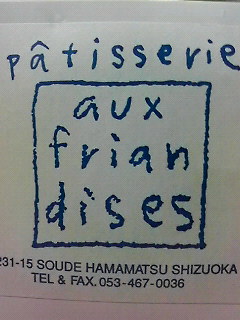 pâtisserie
aux
frian
dises
231-15 SOUDE HAMAMATSU SHIZUOKA
TEL & FAX. 053-467-0036